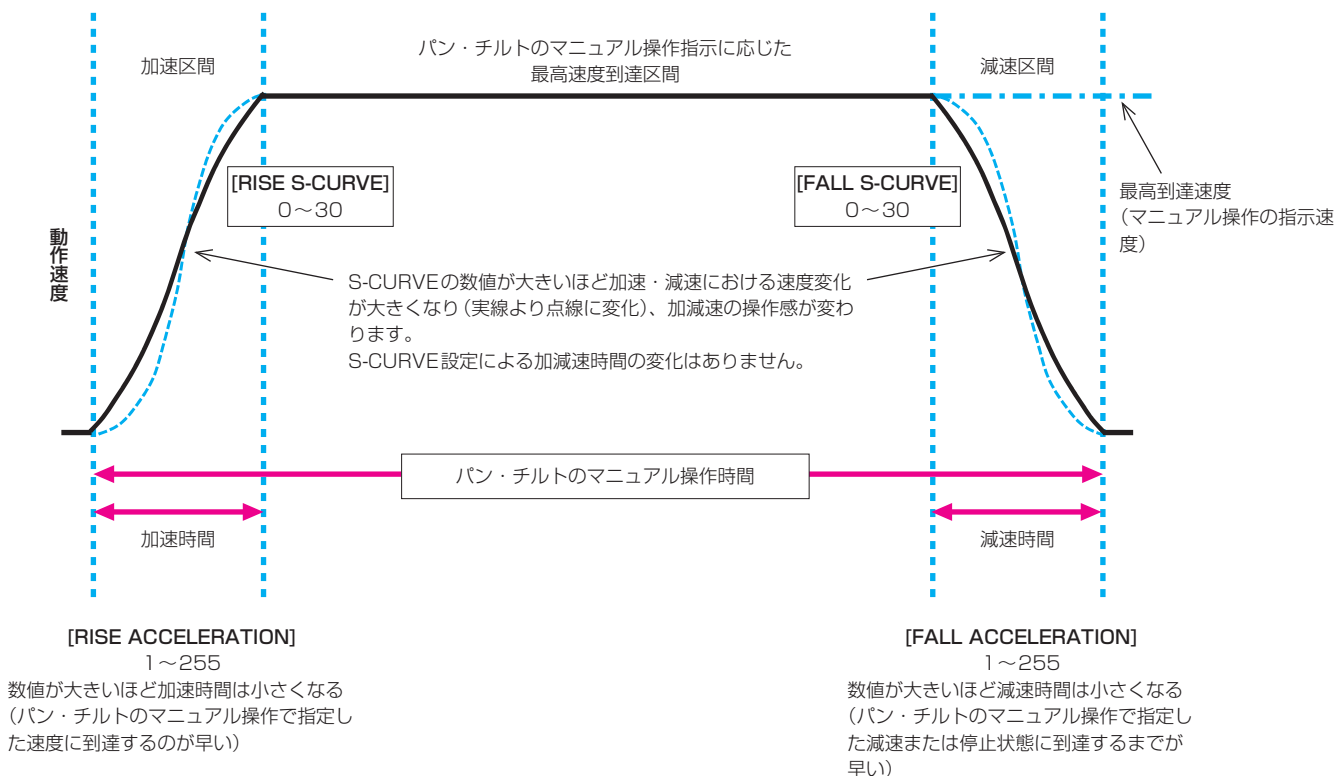 加速区間
パン・チルトのマニュアル操作指示に応じた
最高速度到達区間
減速区間
[RISE S-CURVE]
0～30
[FALL S-CURVE]
0～30
最高到達速度
（マニュアル操作の指示速
度）
動作速度
S-CURVEの数値が大きいほど加速・減速における速度変化
が大きくなり（実線より点線に変化）、加減速の操作感が変わ
ります。
S-CURVE設定による加減速時間の変化はありません。
パン・チルトのマニュアル操作時間
加速時間
減速時間
[RISE ACCELERATION]
1～255
数値が大きいほど加速時間は小さくなる
（パン・チルトのマニュアル操作で指定し
た速度に到達するのが早い）
[FALL ACCELERATION]
1～255
数値が大きいほど減速時間は小さくなる
（パン・チルトのマニュアル操作で指定し
た減速または停止状態に到達するまでが
早い）